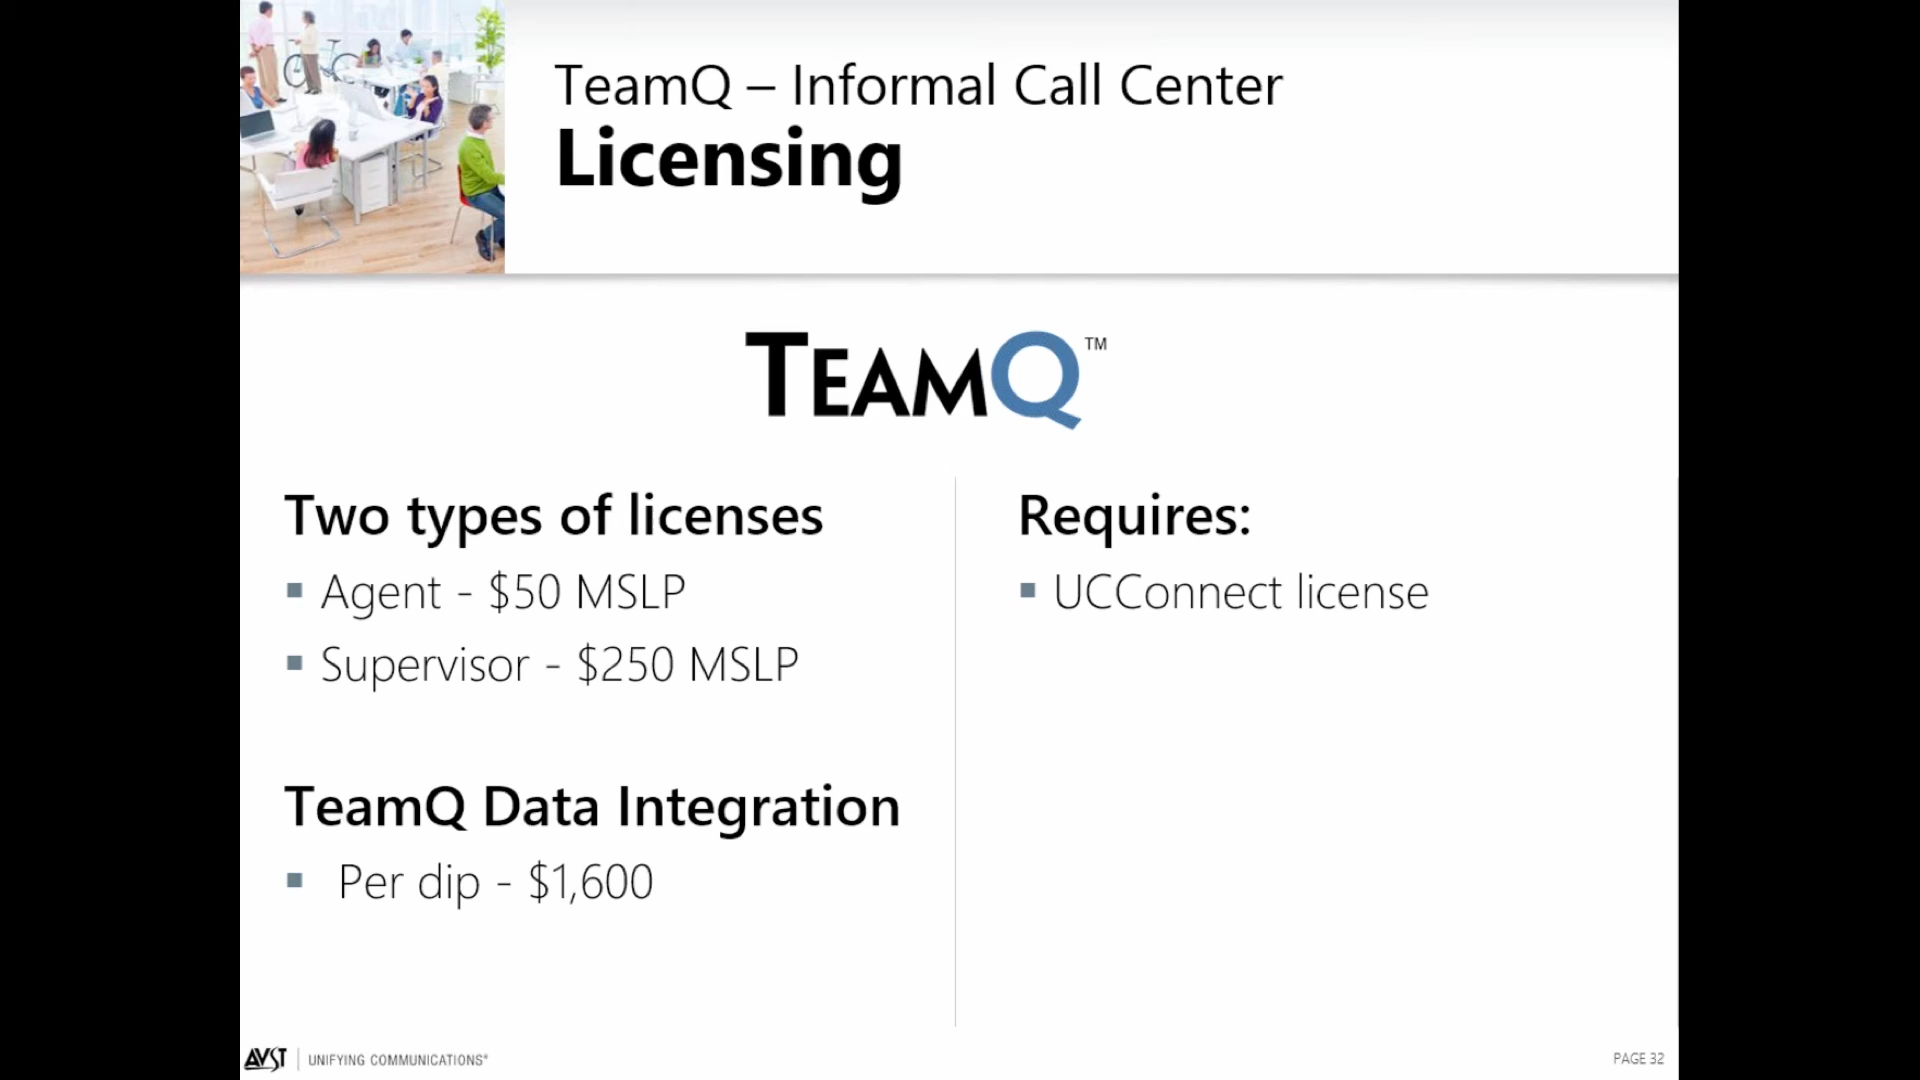 TeamQ – Informal Call Center
Licensing
TEAMQ™
Two types of licenses
▪ Agent - $50 MSLP
▪ Supervisor - $250 MSLP
TeamQ Data Integration
▪ Per dip - $1,600
Requires:
▪ UCConnect license
AVST | UNIFYING COMMUNICATIONS®
PAGE 32